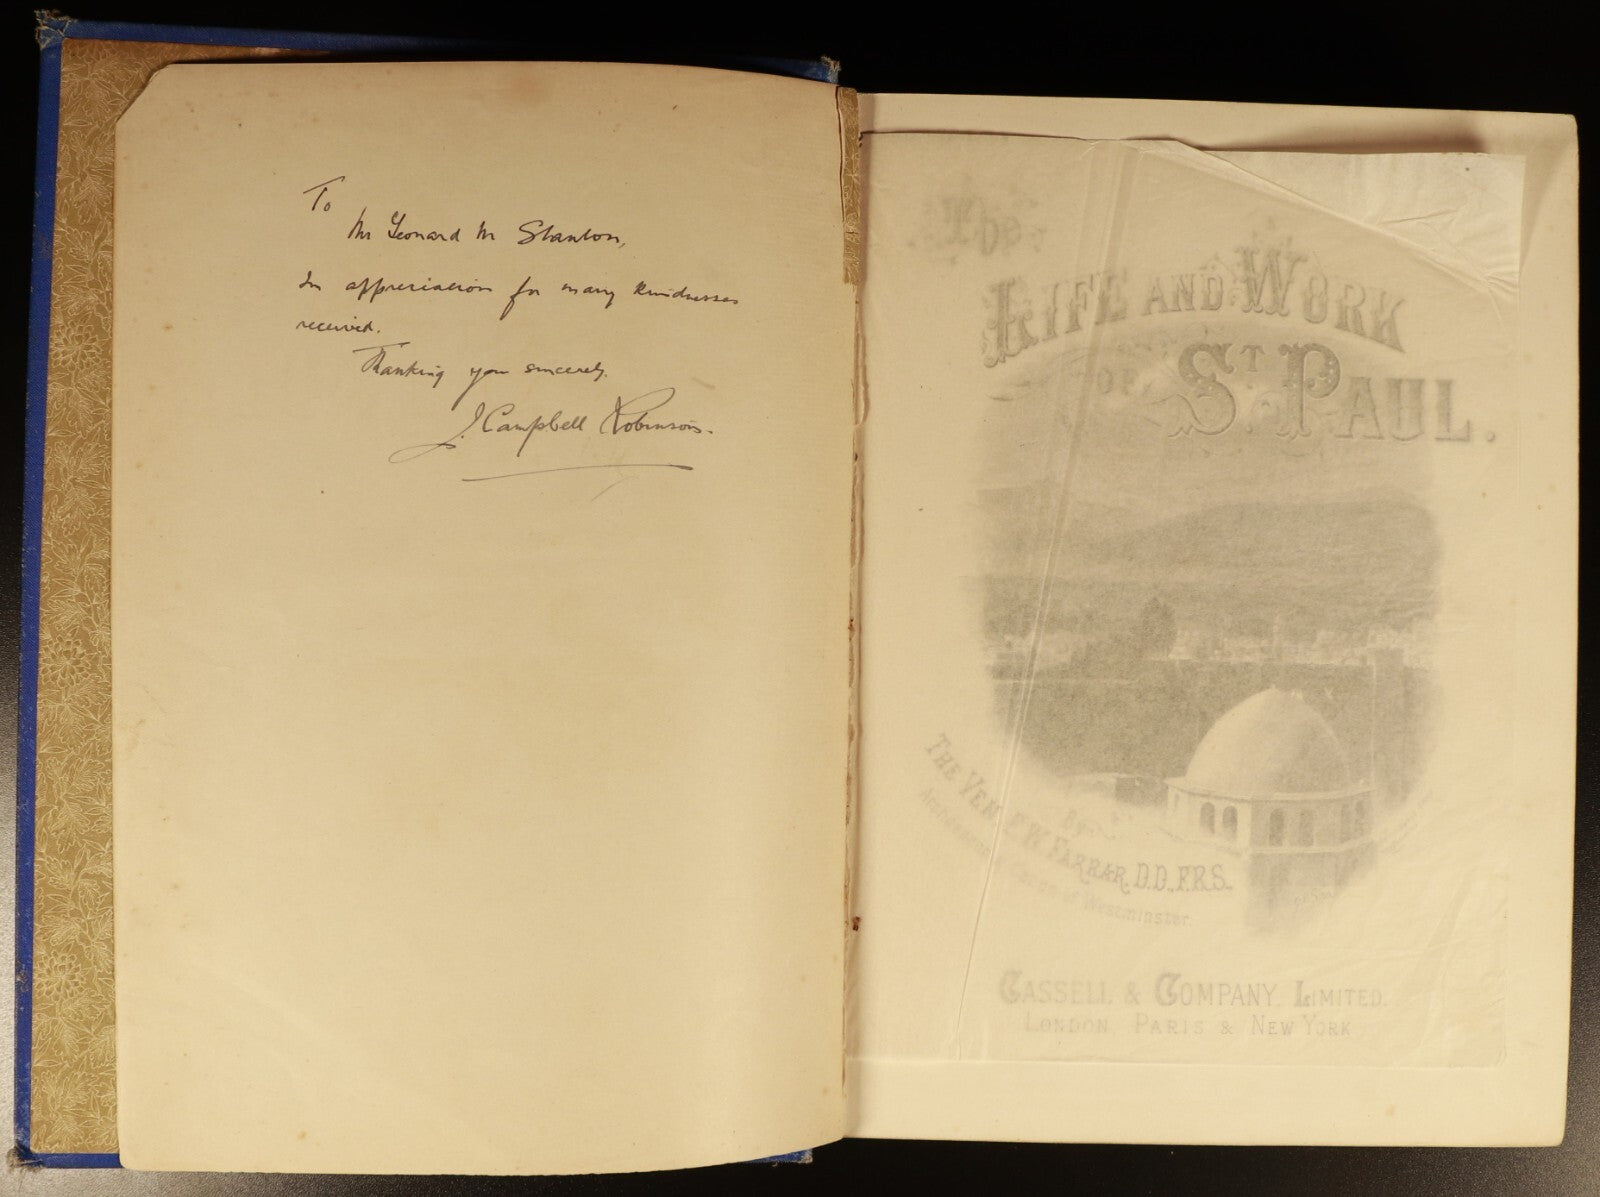 To
Mr Leonard M Stanton,
In appreciation for many kindnesses
received.
Thanking you sincerely.
J. Campbell Robinson.
The
LIFE AND WORK
OF ST PAUL.
BY
THE VEN F. W. FARRAR, D.D., F.R.S.
Archdeacon & Canon of Westminster
CASSELL & COMPANY, LIMITED.
LONDON, PARIS & NEW YORK